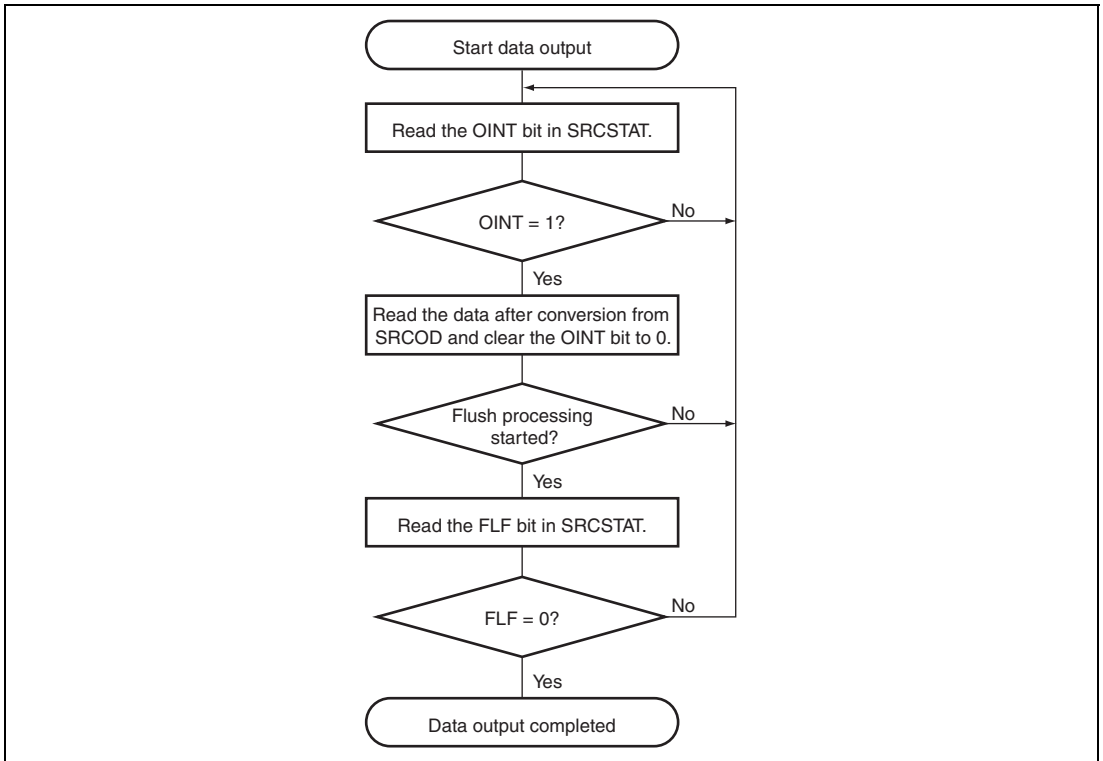 Start data output
Read the OINT bit in SRCSTAT.
OINT = 1?
No
Yes
Read the data after conversion from
SRCOD and clear the OINT bit to 0.
Flush processing
started?
No
Yes
Read the FLF bit in SRCSTAT.
FLF = 0?
No
Yes
Data output completed